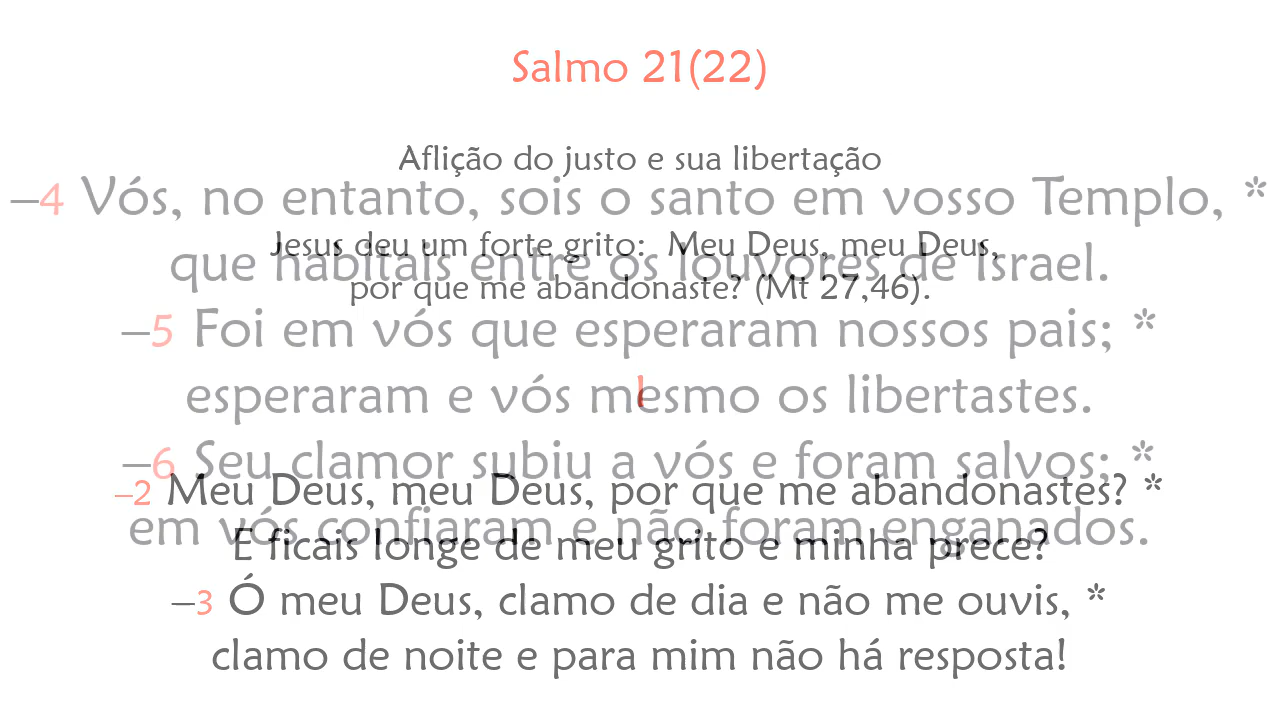 Salmo 21(22)
Aflição do justo e sua libertação
Jesus deu um forte grito: Meu Deus, meu Deus,
por que me abandonaste? (Mt 27,46).
I
–2 Meu Deus, meu Deus, por que me abandonastes? *
E ficais longe de meu grito e minha prece?
–3 Ó meu Deus, clamo de dia e não me ouvis, *
clamo de noite e para mim não há resposta!
–4 Vós, no entanto, sois o santo em vosso Templo, *
que habitais entre os louvores de Israel.
–5 Foi em vós que esperaram nossos pais; *
esperaram e vós mesmo os libertastes.
–6 Seu clamor subiu a vós e foram salvos; *
em vós confiaram e não foram enganados.